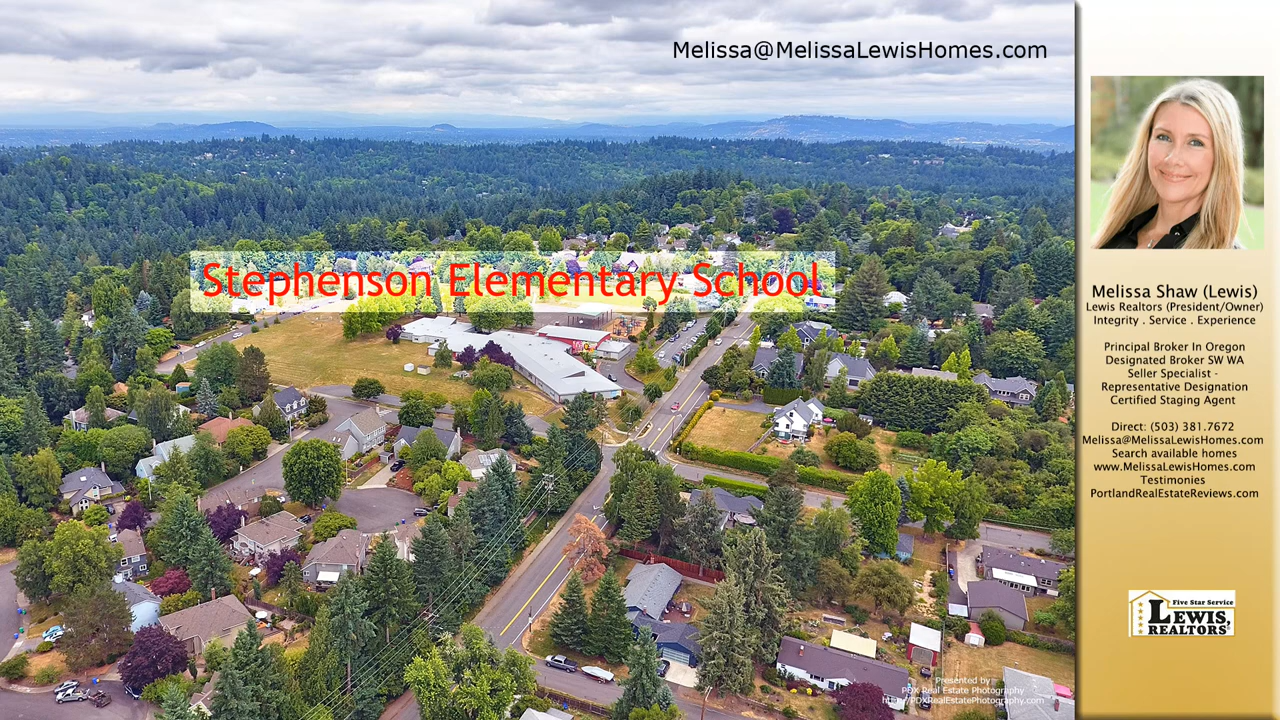 Melissa@MelissaLewisHomes.com
Stephenson Elementary School
Melissa Shaw (Lewis)
Lewis Realtors (President/Owner)
Integrity . Service . Experience
Principal Broker In Oregon
Designated Broker SW WA
Seller Specialist -
Representative Designation
Certified Staging Agent
Direct: (503) 381.7672
Melissa@MelissaLewisHomes.com
Search available homes
www.MelissaLewisHomes.com
Testimonies
PortlandRealEstateReviews.com
Five Star Service
LEWIS,
REALTORS
Presented by
PDX Real Estate Photography
https://PDXRealEstatePhotography.com